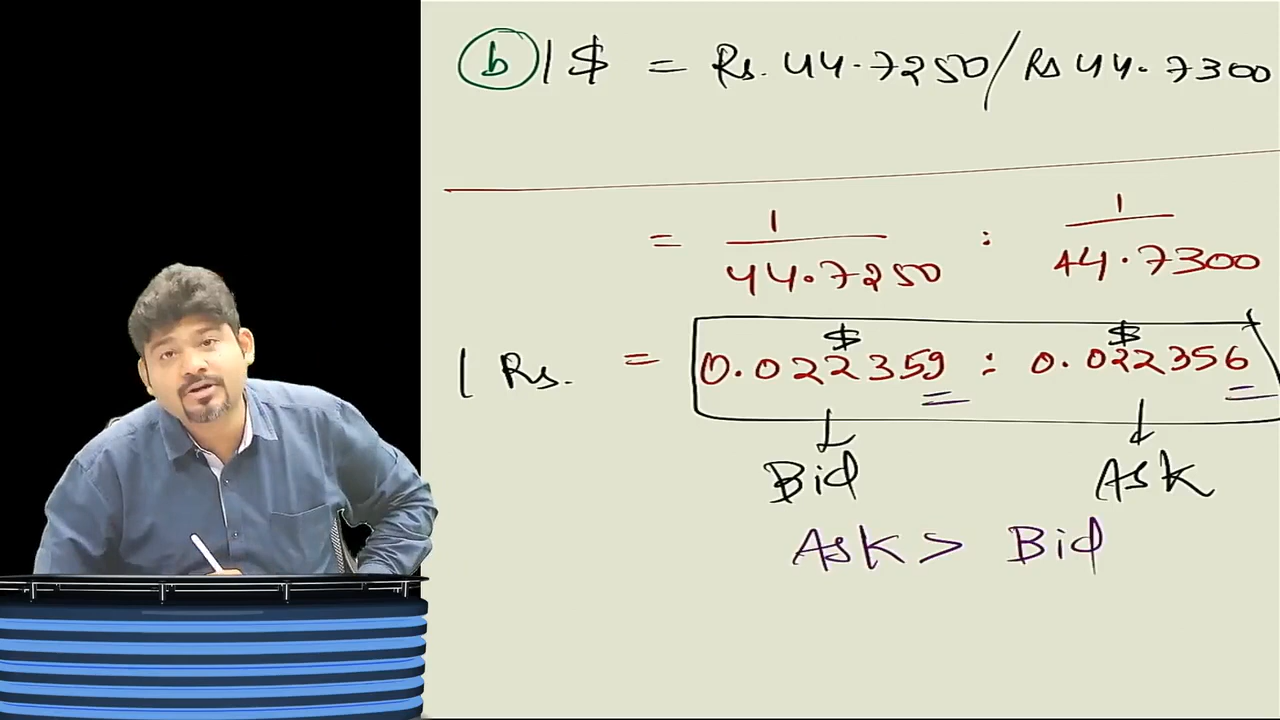 b 1 $ = Rs. 44.7250/Rs 44.7300
= 1/44.7250 : 1/44.7300
$ $
1 Rs. = 0.022359 : 0.022356
Bid Ask
Ask > Bid